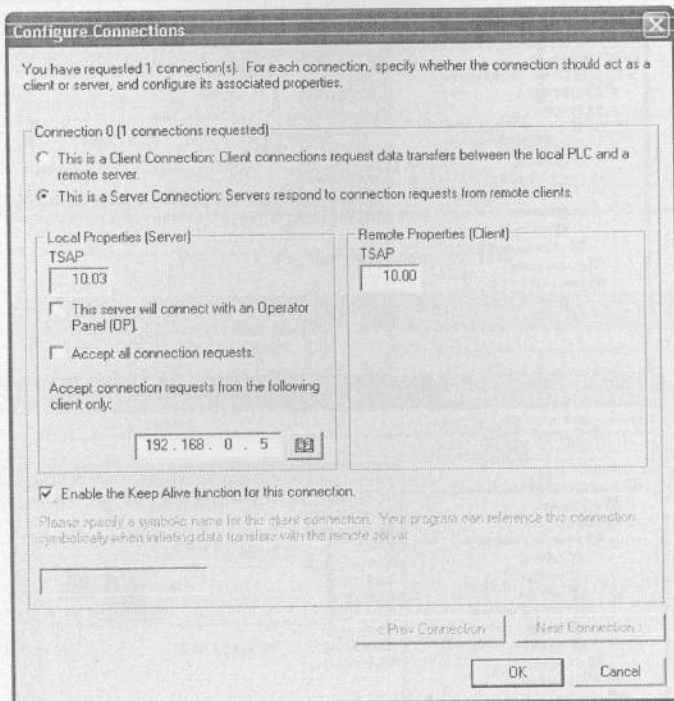 Configure Connections
You have requested 1 connection(s). For each connection, specify whether the connection should act as a
client or server, and configure its associated properties.
Connection 0 (1 connections requested)
This is a Client Connection: Client connections request data transfers between the local PLC and a
remote server.
This is a Server Connection: Servers respond to connection requests from remote clients.
Local Properties (Server)
TSAP
10.03
This server will connect with an Operator
Panel (OP).
Accept all connection requests.
Accept connection requests from the following
client only:
192 . 168 . 0 . 5
Remote Properties (Client)
TSAP
10.00
Enable the Keep Alive function for this connection.
Please specify a symbolic name for this client connection. Your program can reference this connection
symbolically when initiating data transfers with the remote server.
< Prev Connection
Next Connection >
OK
Cancel